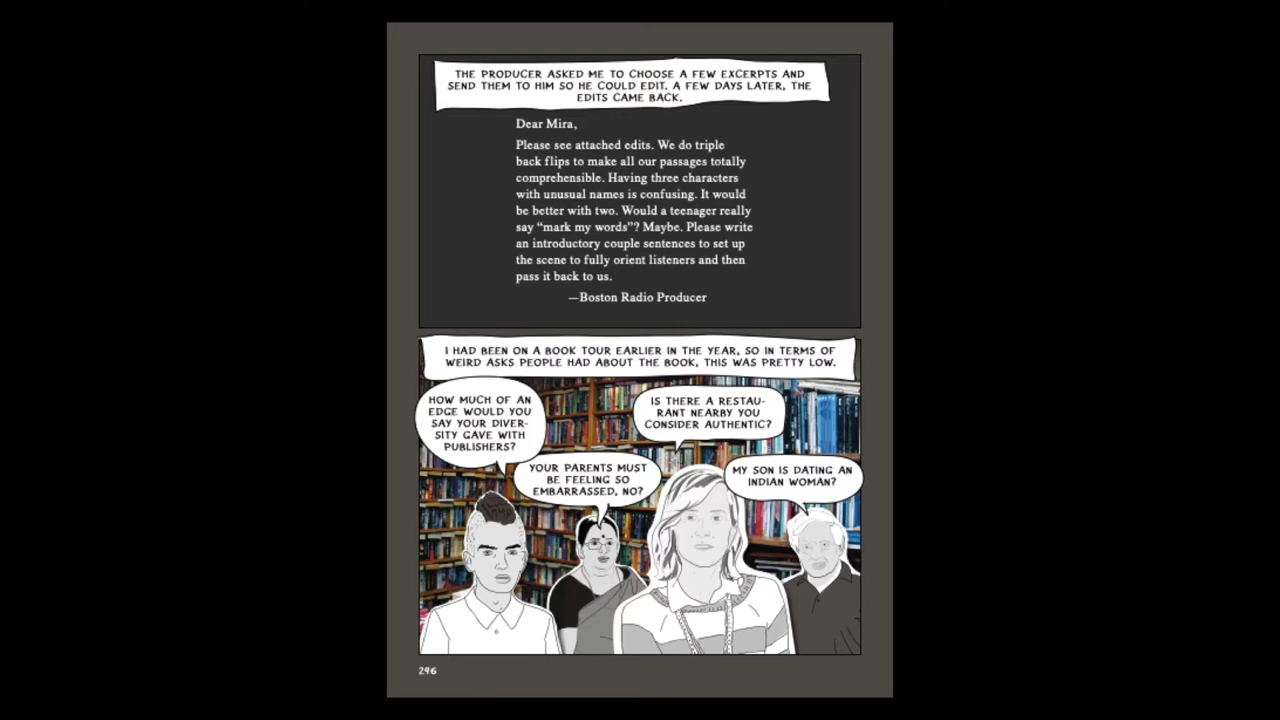 THE PRODUCER ASKED ME TO CHOOSE A FEW EXCERPTS AND
SEND THEM TO HIM SO HE COULD EDIT. A FEW DAYS LATER, THE
EDITS CAME BACK.
Dear Mira,
Please see attached edits. We do triple
back flips to make all our passages totally
comprehensible. Having three characters
with unusual names is confusing. It would
be better with two. Would a teenager really
say “mark my words”? Maybe. Please write
an introductory couple sentences to set up
the scene to fully orient listeners and then
pass it back to us.
—Boston Radio Producer
I HAD BEEN ON A BOOK TOUR EARLIER IN THE YEAR, SO IN TERMS OF
WEIRD ASKS PEOPLE HAD ABOUT THE BOOK, THIS WAS PRETTY LOW.
HOW MUCH OF AN
EDGE WOULD YOU
SAY YOUR DIVER-
SITY GAVE WITH
PUBLISHERS?
YOUR PARENTS MUST
BE FEELING SO
EMBARRASSED, NO?
IS THERE A RESTAU-
RANT NEARBY YOU
CONSIDER AUTHENTIC?
MY SON IS DATING AN
INDIAN WOMAN?
296